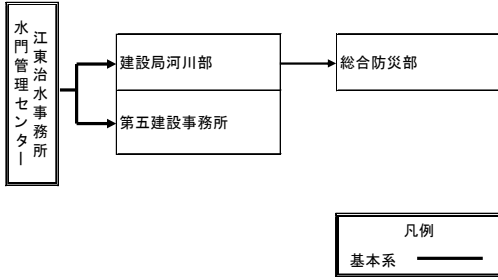 江東治水事務所
水門管理センター
建設局河川部
総合防災部
第五建設事務所
凡例
基本系